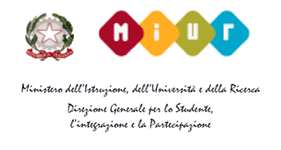 MiUR
Ministero dell'Istruzione, dell'Università e della Ricerca
Direzione Generale per lo Studente,
l'integrazione e la Partecipazione